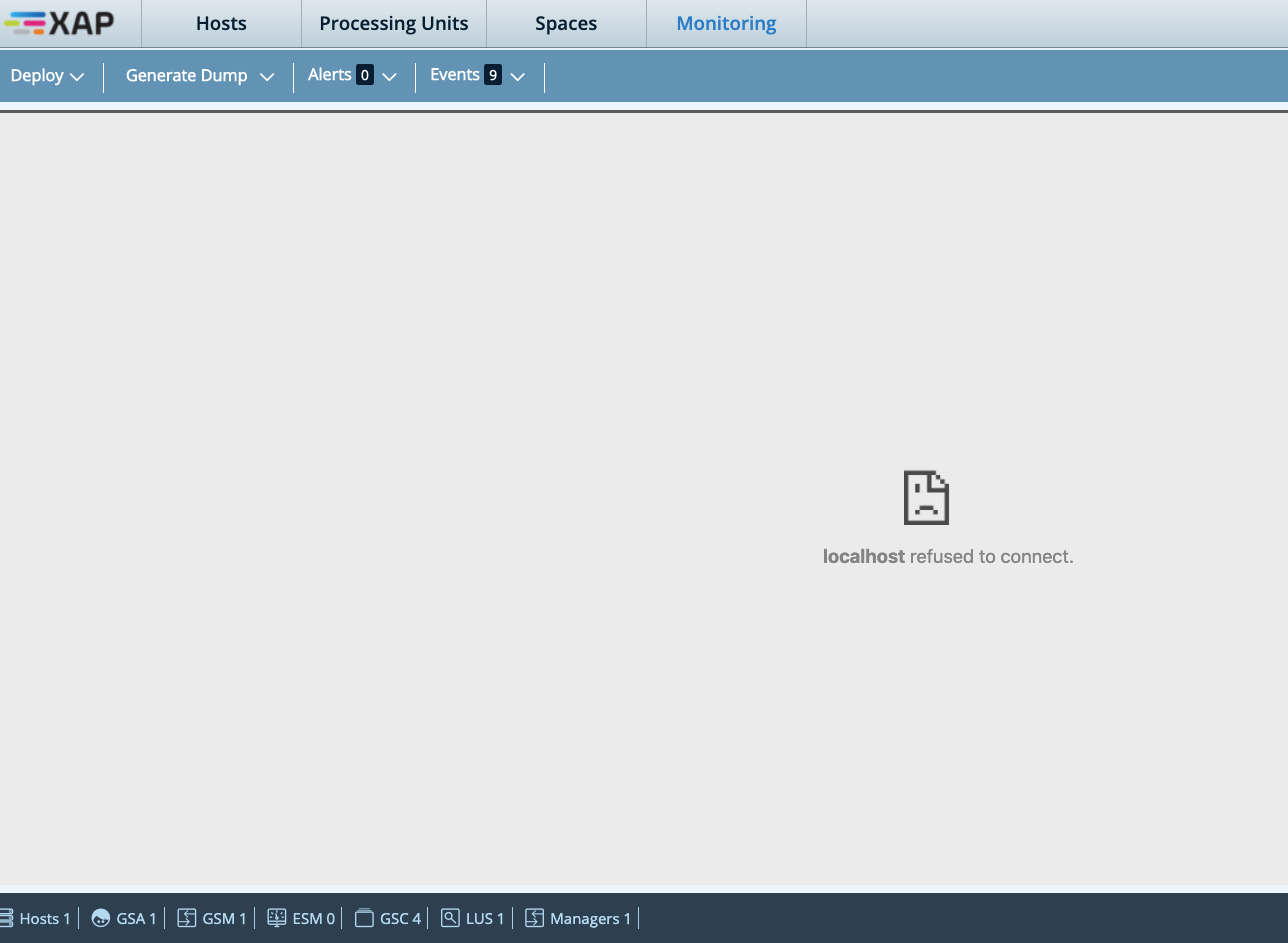 XAP Hosts Processing Units Spaces Monitoring
Deploy Generate Dump Alerts 0 Events 9
localhost refused to connect.
Hosts 1 GSA 1 GSM 1 ESM 0 GSC 4 LUS 1 Managers 1